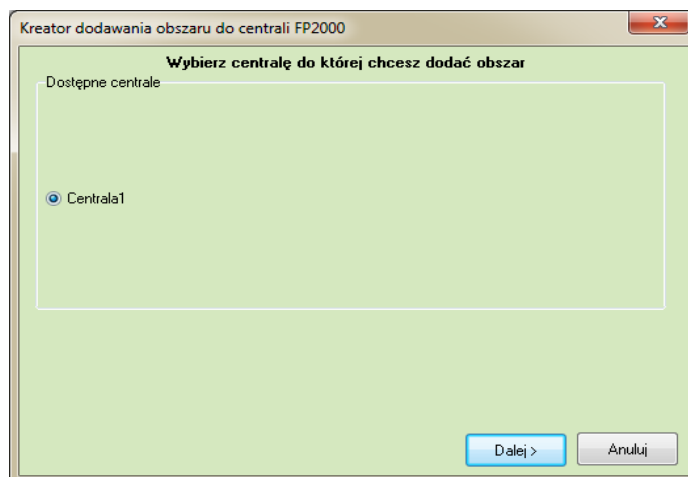 Kreator dodawania obszaru do centrali FP2000
Wybierz centralę do której chcesz dodać obszar
Dostępne centrale
Centrala1
Dalej >
Anuluj